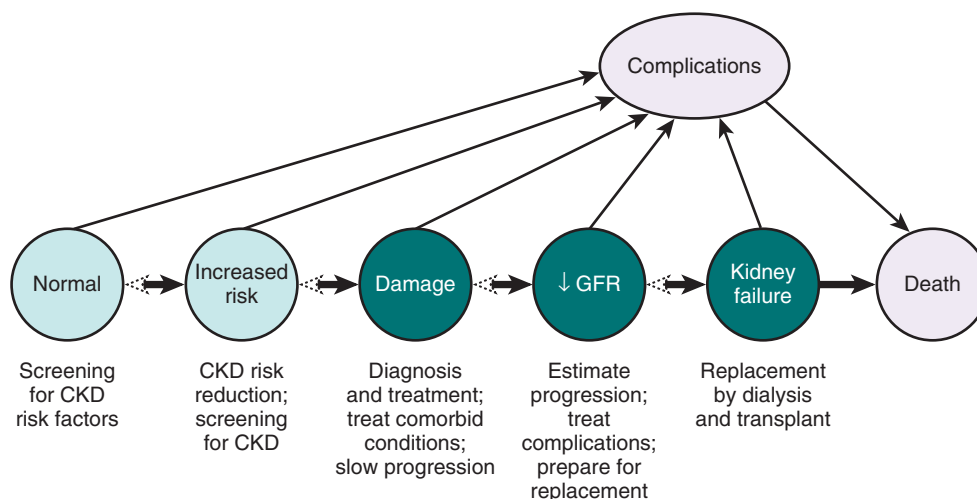 Complications
Normal
Increased
risk
Damage
↓ GFR
Kidney
failure
Death
Screening
for CKD
risk factors
CKD risk
reduction;
screening
for CKD
Diagnosis
and treatment;
treat comorbid
conditions;
slow progression
Estimate
progression;
treat
complications;
prepare for
replacement
Replacement
by dialysis
and transplant